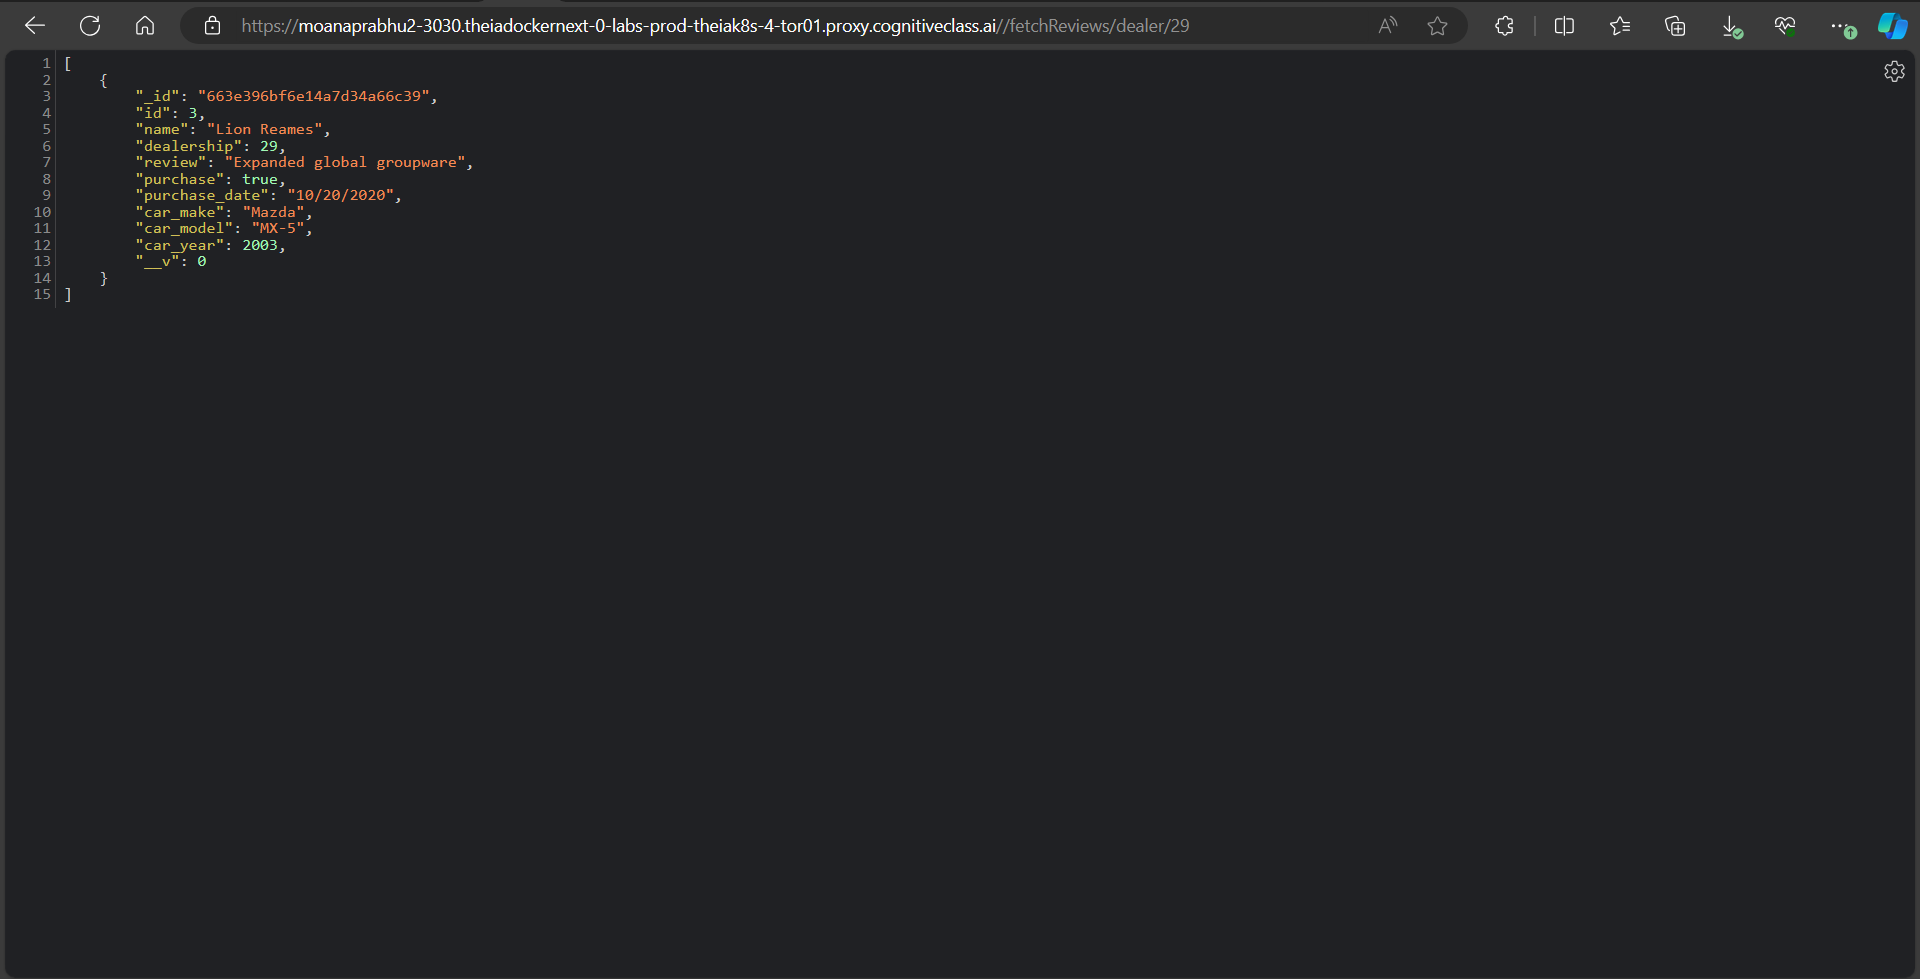 https://moanaprabhu2-3030.theiadockernext-0-labs-prod-theiak8s-4-tor01.proxy.cognitiveclass.ai//fetchReviews/dealer/29
1 [
2 {
3 "_id": "663e396bf6e14a7d34a66c39",
4 "id": 3,
5 "name": "Lion Reames",
6 "dealership": 29,
7 "review": "Expanded global groupware",
8 "purchase": true,
9 "purchase_date": "10/20/2020",
10 "car_make": "Mazda",
11 "car_model": "MX-5",
12 "car_year": 2003,
13 "__v": 0
14 }
15 ]